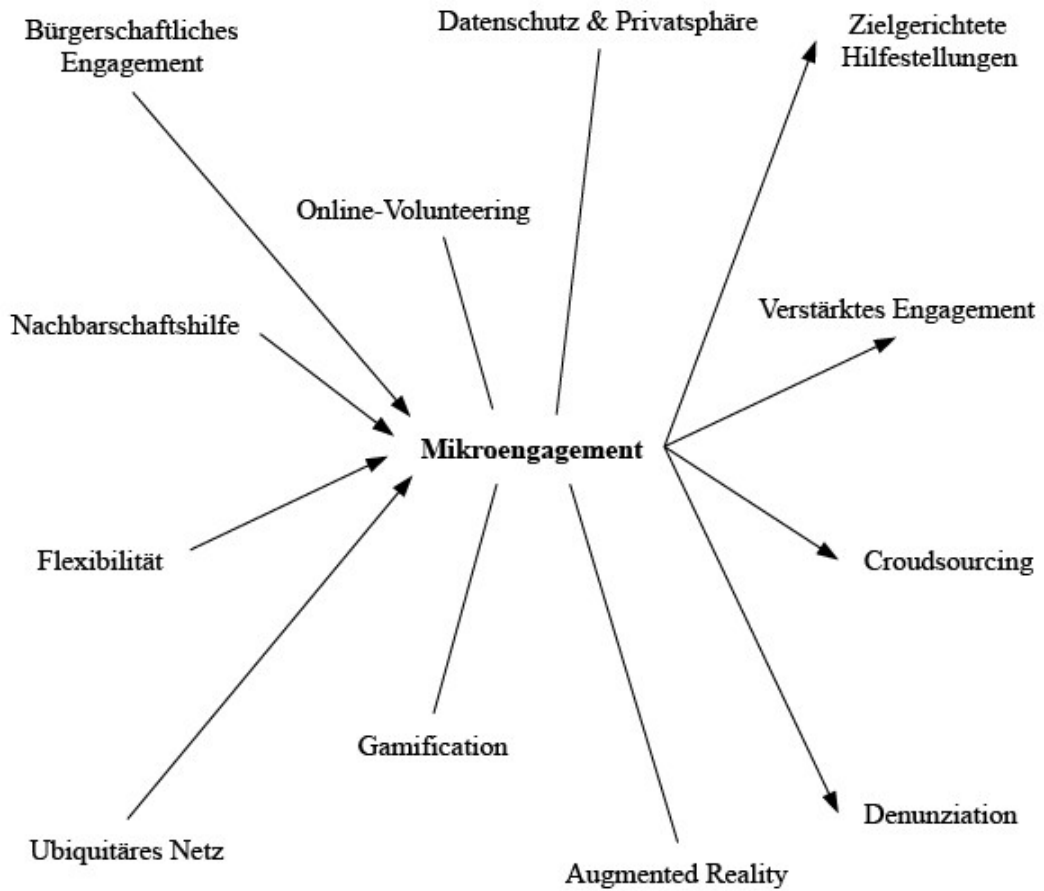 Bürgerschaftliches
Engagement
Datenschutz & Privatsphäre
Zielgerichtete
Hilfestellungen
Online-Volunteering
Nachbarschaftshilfe
Verstärktes Engagement
Mikroengagement
Flexibilität
Croudsourcing
Gamification
Denunziation
Ubiquitäres Netz
Augmented Reality